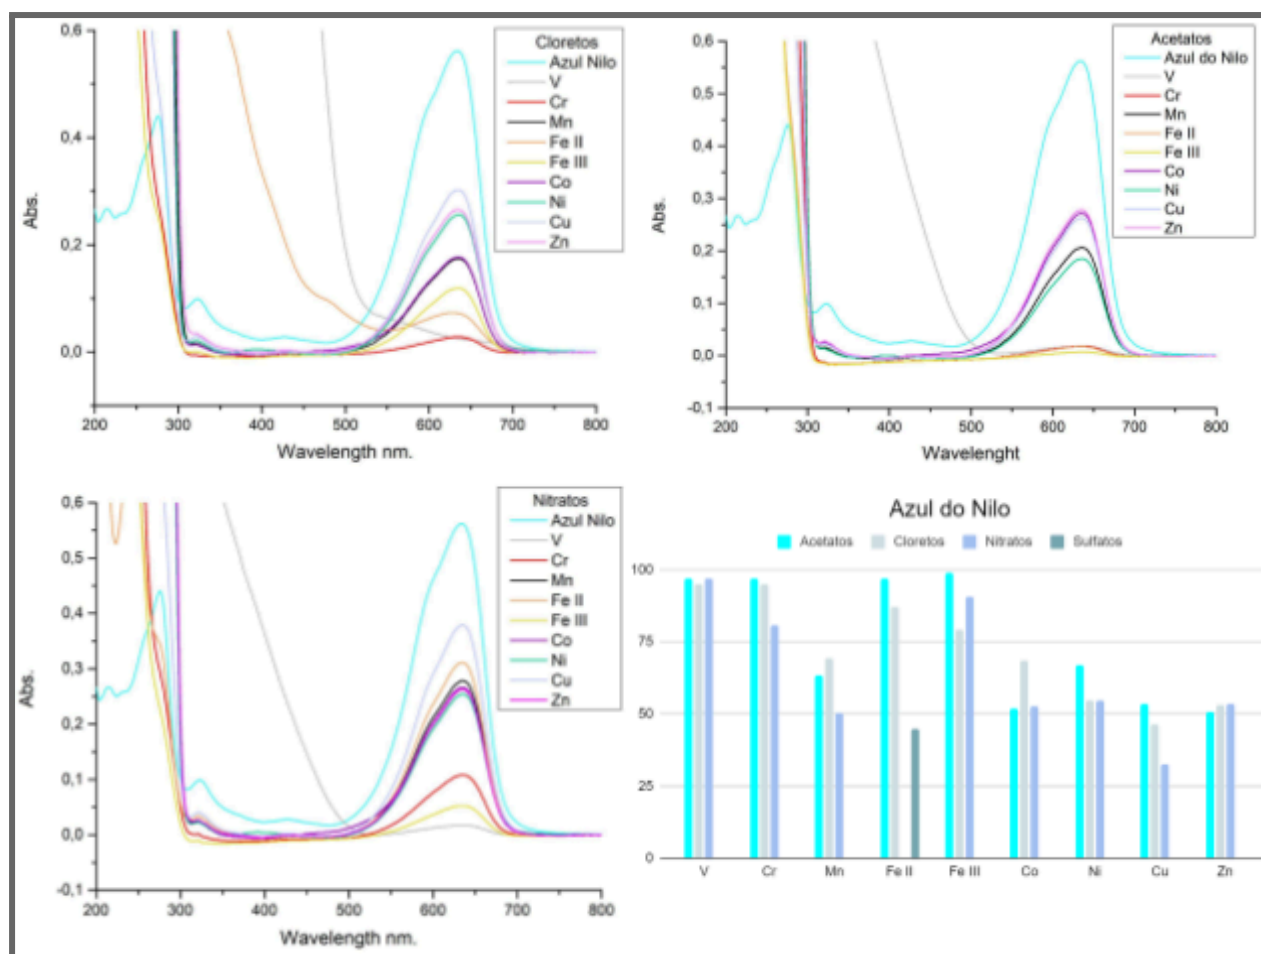 Cloretos
Azul Nilo
V
Cr
Mn
Fe II
Fe III
Co
Ni
Cu
Zn
0,6
0,4
0,2
0,0
Abs.
200 300 400 500 600 700 800
Wavelength nm.
Acetatos
Azul do Nilo
V
Cr
Mn
Fe II
Fe III
Co
Ni
Cu
Zn
0,6
0,5
0,4
0,3
0,2
0,1
0,0
-0,1
Abs.
200 300 400 500 600 700 800
Wavelenght
Nitratos
Azul Nilo
V
Cr
Mn
Fe II
Fe III
Co
Ni
Cu
Zn
0,6
0,5
0,4
0,3
0,2
0,1
0,0
-0,1
Abs.
200 300 400 500 600 700 800
Wavelength nm.
Azul do Nilo
Acetatos Cloretos Nitratos Sulfatos
100
75
50
25
0
V Cr Mn Fe II Fe III Co Ni Cu Zn